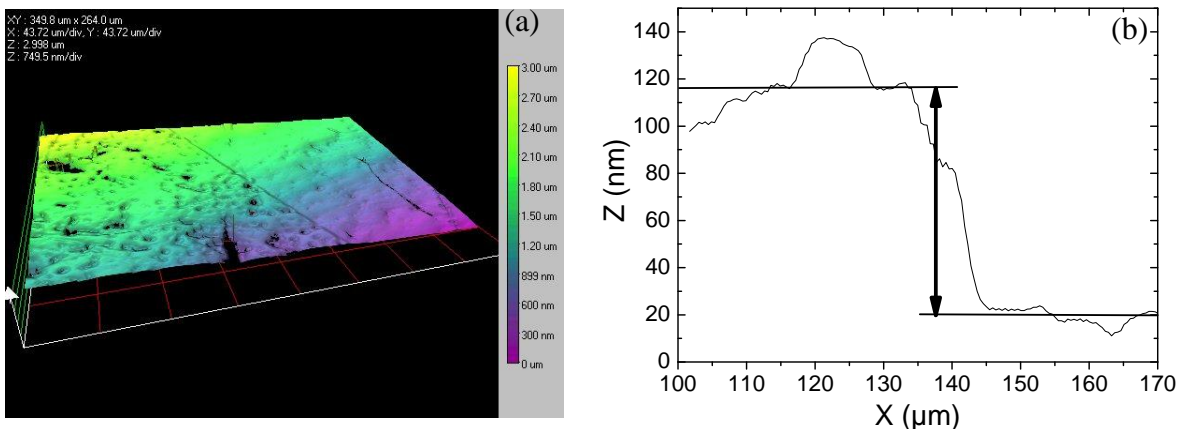 XY : 349.8 um x 264.0 um
X : 43.72 um/div, Y : 43.72 um/div
Z : 2.998 um
Z : 749.5 nm/div
(a)
3.00 um
2.70 um
2.40 um
2.10 um
1.80 um
1.50 um
1.20 um
899 nm
600 nm
300 nm
0 um
(b)
140
120
100
80
60
40
20
0
Z (nm)
100 110 120 130 140 150 160 170
X (µm)